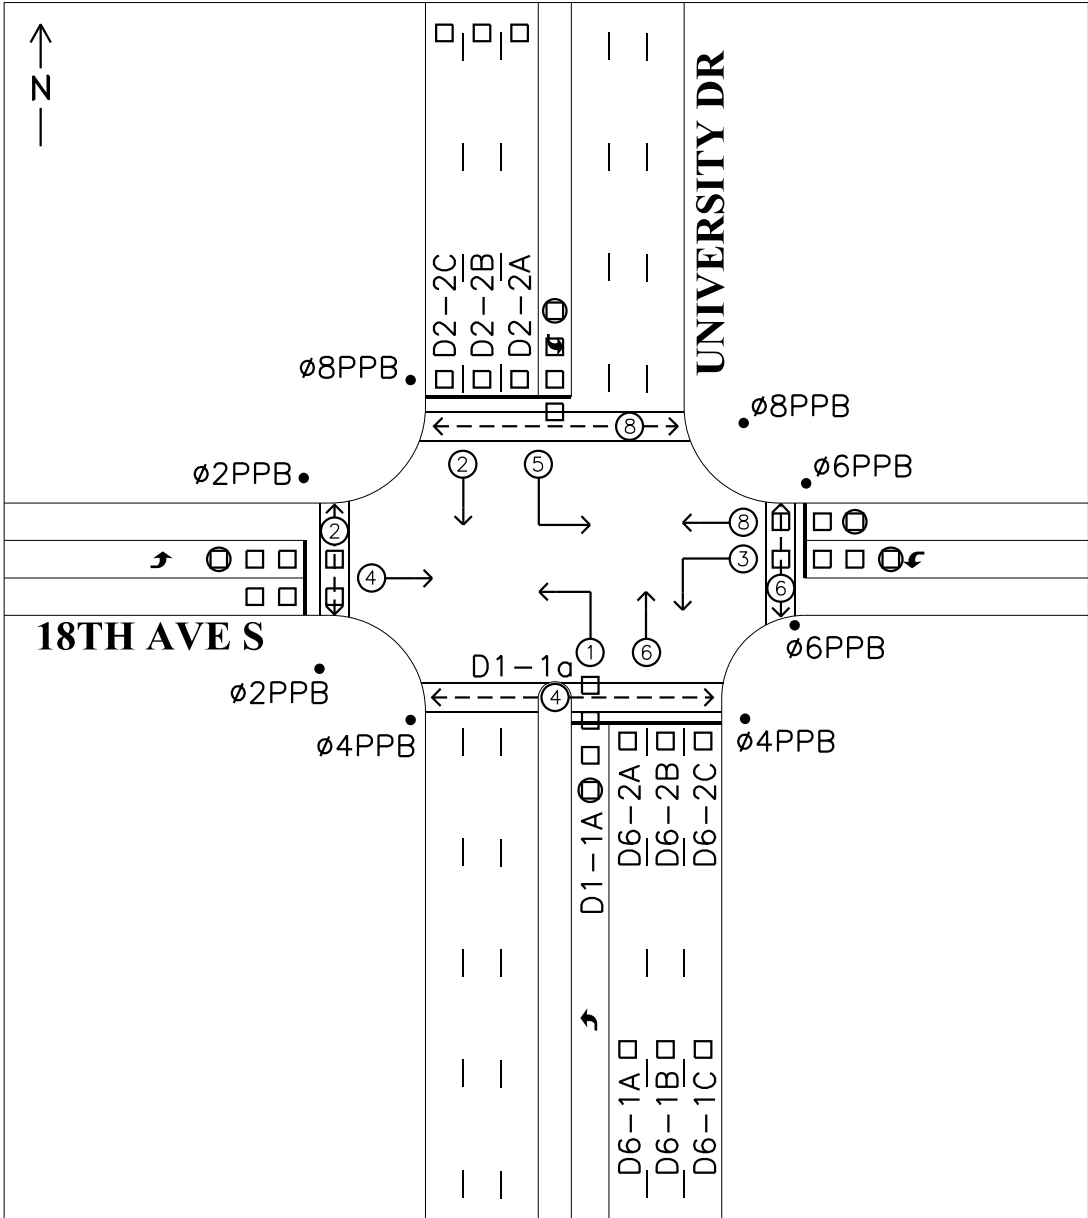 N
UNIVERSITY DR
D2-2C
D2-2B
D2-2A
ø8PPB
ø8PPB
8
ø2PPB
2
5
ø6PPB
2
8
4
3
6
18TH AVE S
ø6PPB
1
6
D1-1a
ø2PPB
4
ø4PPB
ø4PPB
D1-1A
D6-2A
D6-2B
D6-2C
D6-1A
D6-1B
D6-1C